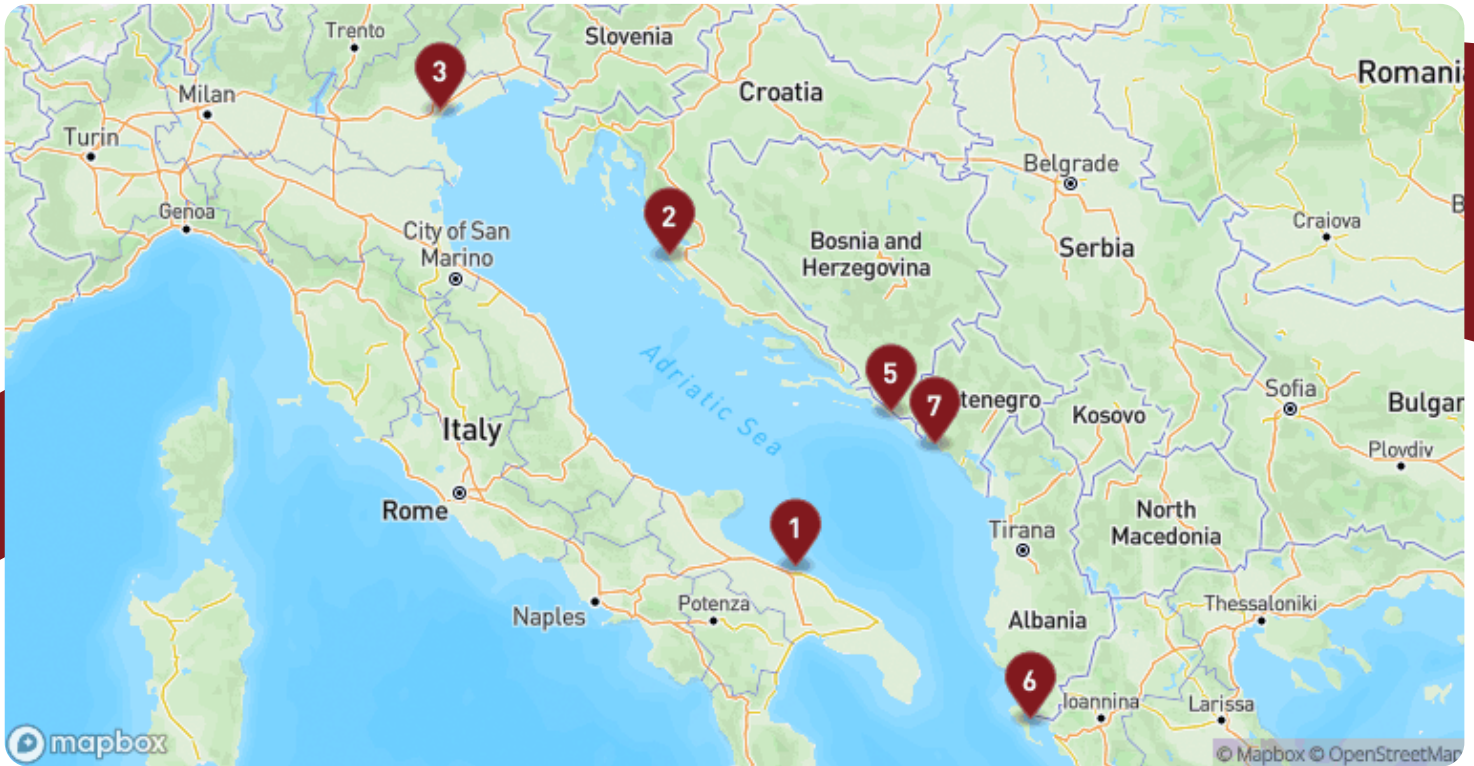 Trento
Slovenia
3
Croatia
Romani
Milan
Turin
Belgrade
2
Genoa
City of San
Marino
Bosnia and
Herzegovina
Serbia
Craiova
B
Adriatic Sea
5
7
tenegro
Kosovo
Sofia
Bulgar
Italy
Plovdiv
Rome
1
North
Macedonia
Tirana
Naples
Potenza
Albania
Thessaloniki
6
Ioannina
Larissa
mapbox
© Mapbox © OpenStreetMap